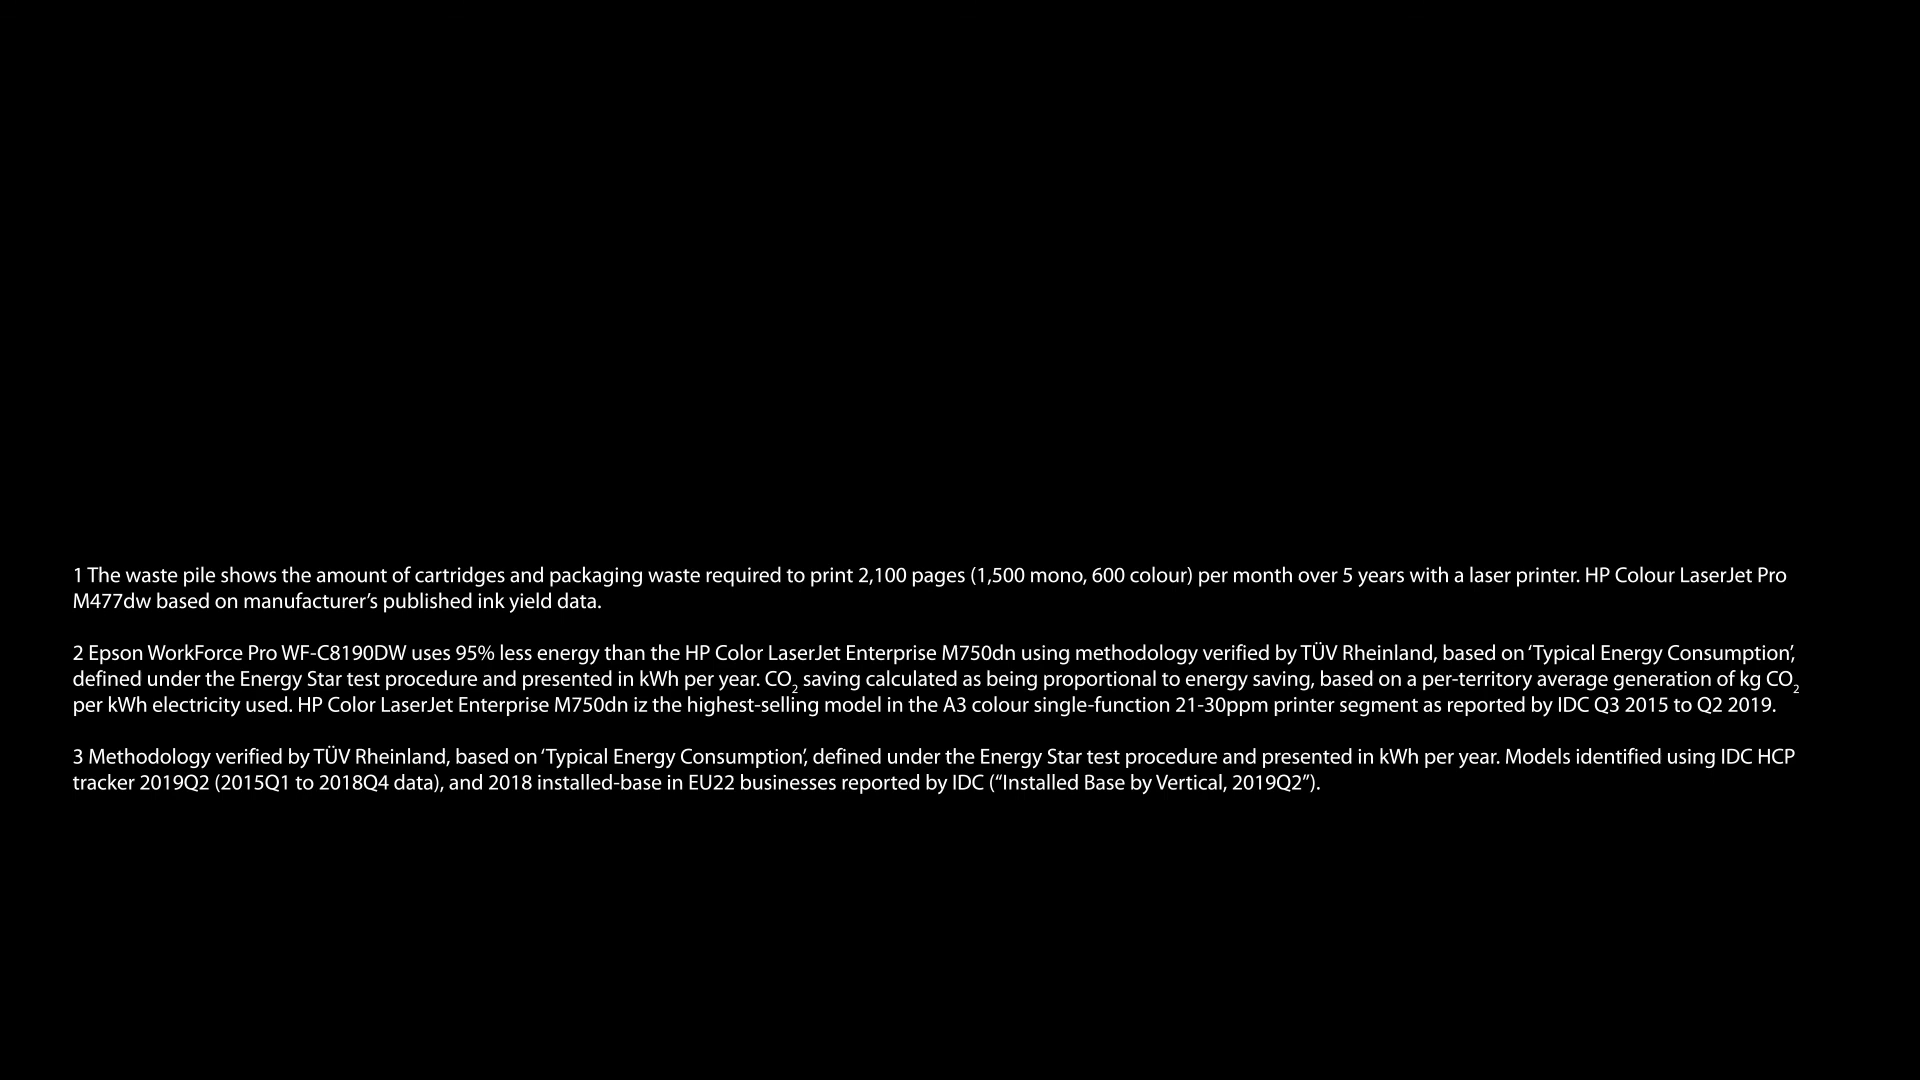 1 The waste pile shows the amount of cartridges and packaging waste required to print 2,100 pages (1,500 mono, 600 colour) per month over 5 years with a laser printer. HP Colour LaserJet Pro
M477dw based on manufacturer’s published ink yield data.
2 Epson WorkForce Pro WF-C8190DW uses 95% less energy than the HP Color LaserJet Enterprise M750dn using methodology verified by TÜV Rheinland, based on ‘Typical Energy Consumption’,
defined under the Energy Star test procedure and presented in kWh per year. CO₂ saving calculated as being proportional to energy saving, based on a per-territory average generation of kg CO₂
per kWh electricity used. HP Color LaserJet Enterprise M750dn iz the highest-selling model in the A3 colour single-function 21-30ppm printer segment as reported by IDC Q3 2015 to Q2 2019.
3 Methodology verified by TÜV Rheinland, based on ‘Typical Energy Consumption’, defined under the Energy Star test procedure and presented in kWh per year. Models identified using IDC HCP
tracker 2019Q2 (2015Q1 to 2018Q4 data), and 2018 installed-base in EU22 businesses reported by IDC (“Installed Base by Vertical, 2019Q2”).